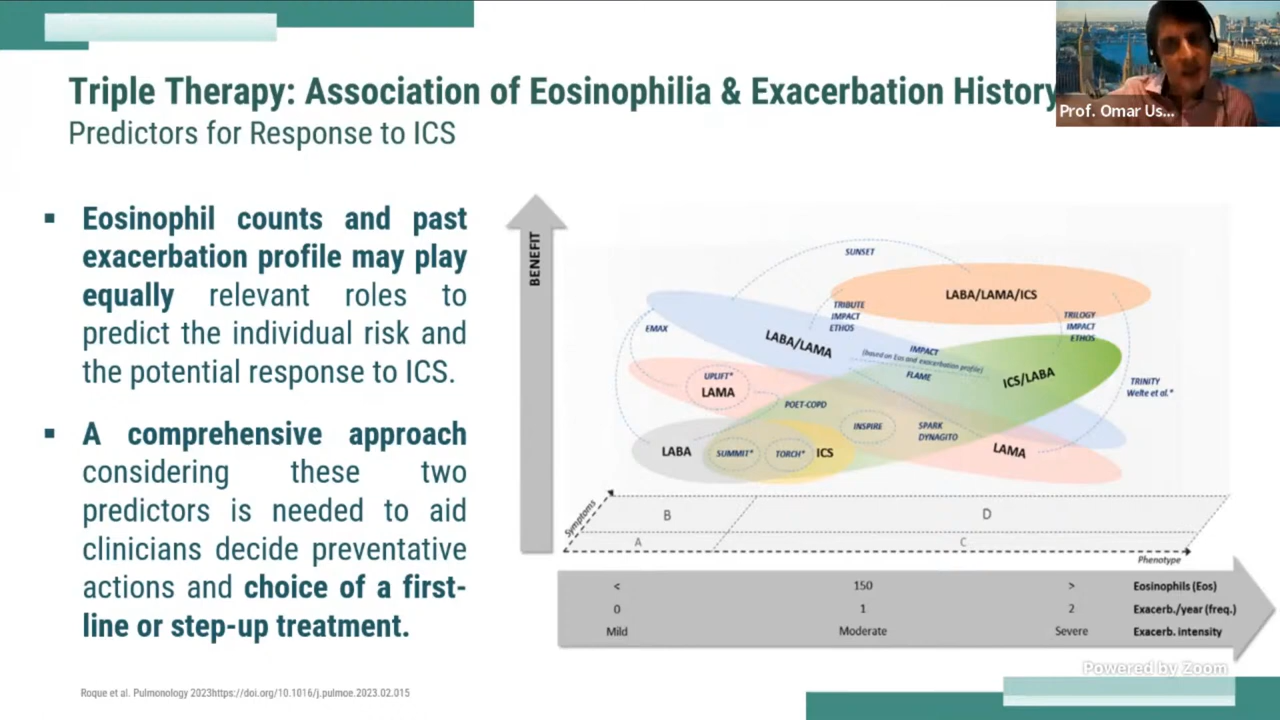 Triple Therapy: Association of Eosinophilia & Exacerbation History
Predictors for Response to ICS
Prof. Omar Us...
▪ Eosinophil counts and past
exacerbation profile may play
equally relevant roles to
predict the individual risk and
the potential response to ICS.
▪ A comprehensive approach
considering these two
predictors is needed to aid
clinicians decide preventative
actions and choice of a first-
line or step-up treatment.
BENEFIT
SUNSET
LABA/LAMA/ICS
TRIBUTE
IMPACT
ETHOS
TRILOGY
IMPACT
ETHOS
EMAX
LABA/LAMA
IMPACT
(based on Eos and exacerbation profile)
FLAME
ICS/LABA
UPLIFT*
LAMA
TRINITY
Welte et al.*
POET-COPD
INSPIRE
SPARK
DYNAGITO
LABA
SUMMIT*
TORCH*
ICS
LAMA
Symptoms
B
D
A
C
Phenotype
< 150 > Eosinophils (Eos)
0 1 2 Exacerb./year (freq.)
Mild Moderate Severe Exacerb. intensity
Powered by Zoom
Roque et al. Pulmonology 2023https://doi.org/10.1016/j.pulmoe.2023.02.015